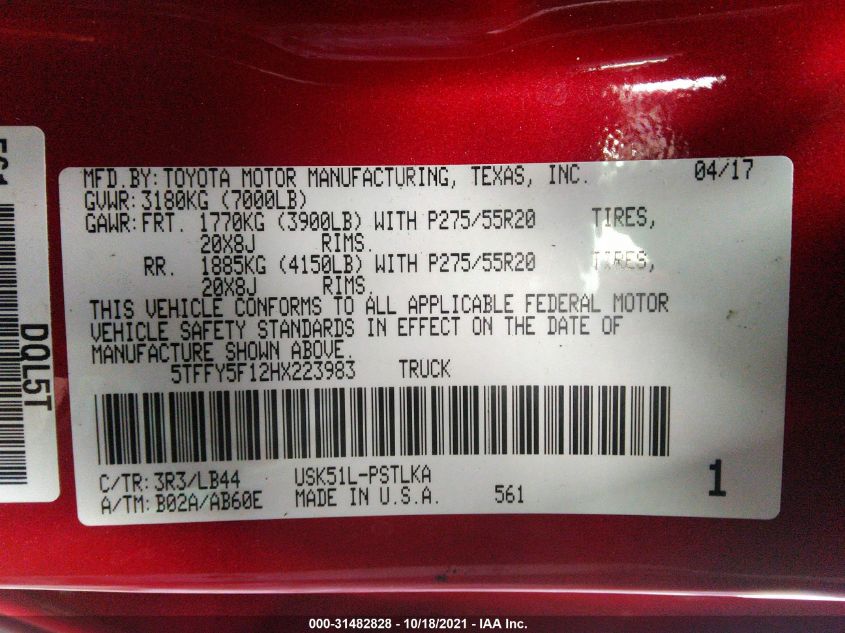 MFD.BY: TOYOTA MOTOR MANUFACTURING, TEXAS, INC. 04/17
GVWR: 3180KG (7000LB)
GAWR: FRT. 1770KG (3900LB) WITH P275/55R20 TIRES,
20X8J RIMS.
RR. 1885KG (4150LB) WITH P275/55R20 TIRES,
20X8J RIMS.
THIS VEHICLE CONFORMS TO ALL APPLICABLE FEDERAL MOTOR
VEHICLE SAFETY STANDARDS IN EFFECT ON THE DATE OF
MANUFACTURE SHOWN ABOVE.
5TFFY5F12HX223983 TRUCK
C/TR: 3R3/LB44 USK51L-PSTLKA
A/TM: B02A/AB60E MADE IN U.S.A. 561 1
DQL5T
000-31482828 - 10/18/2021 - IAA Inc.